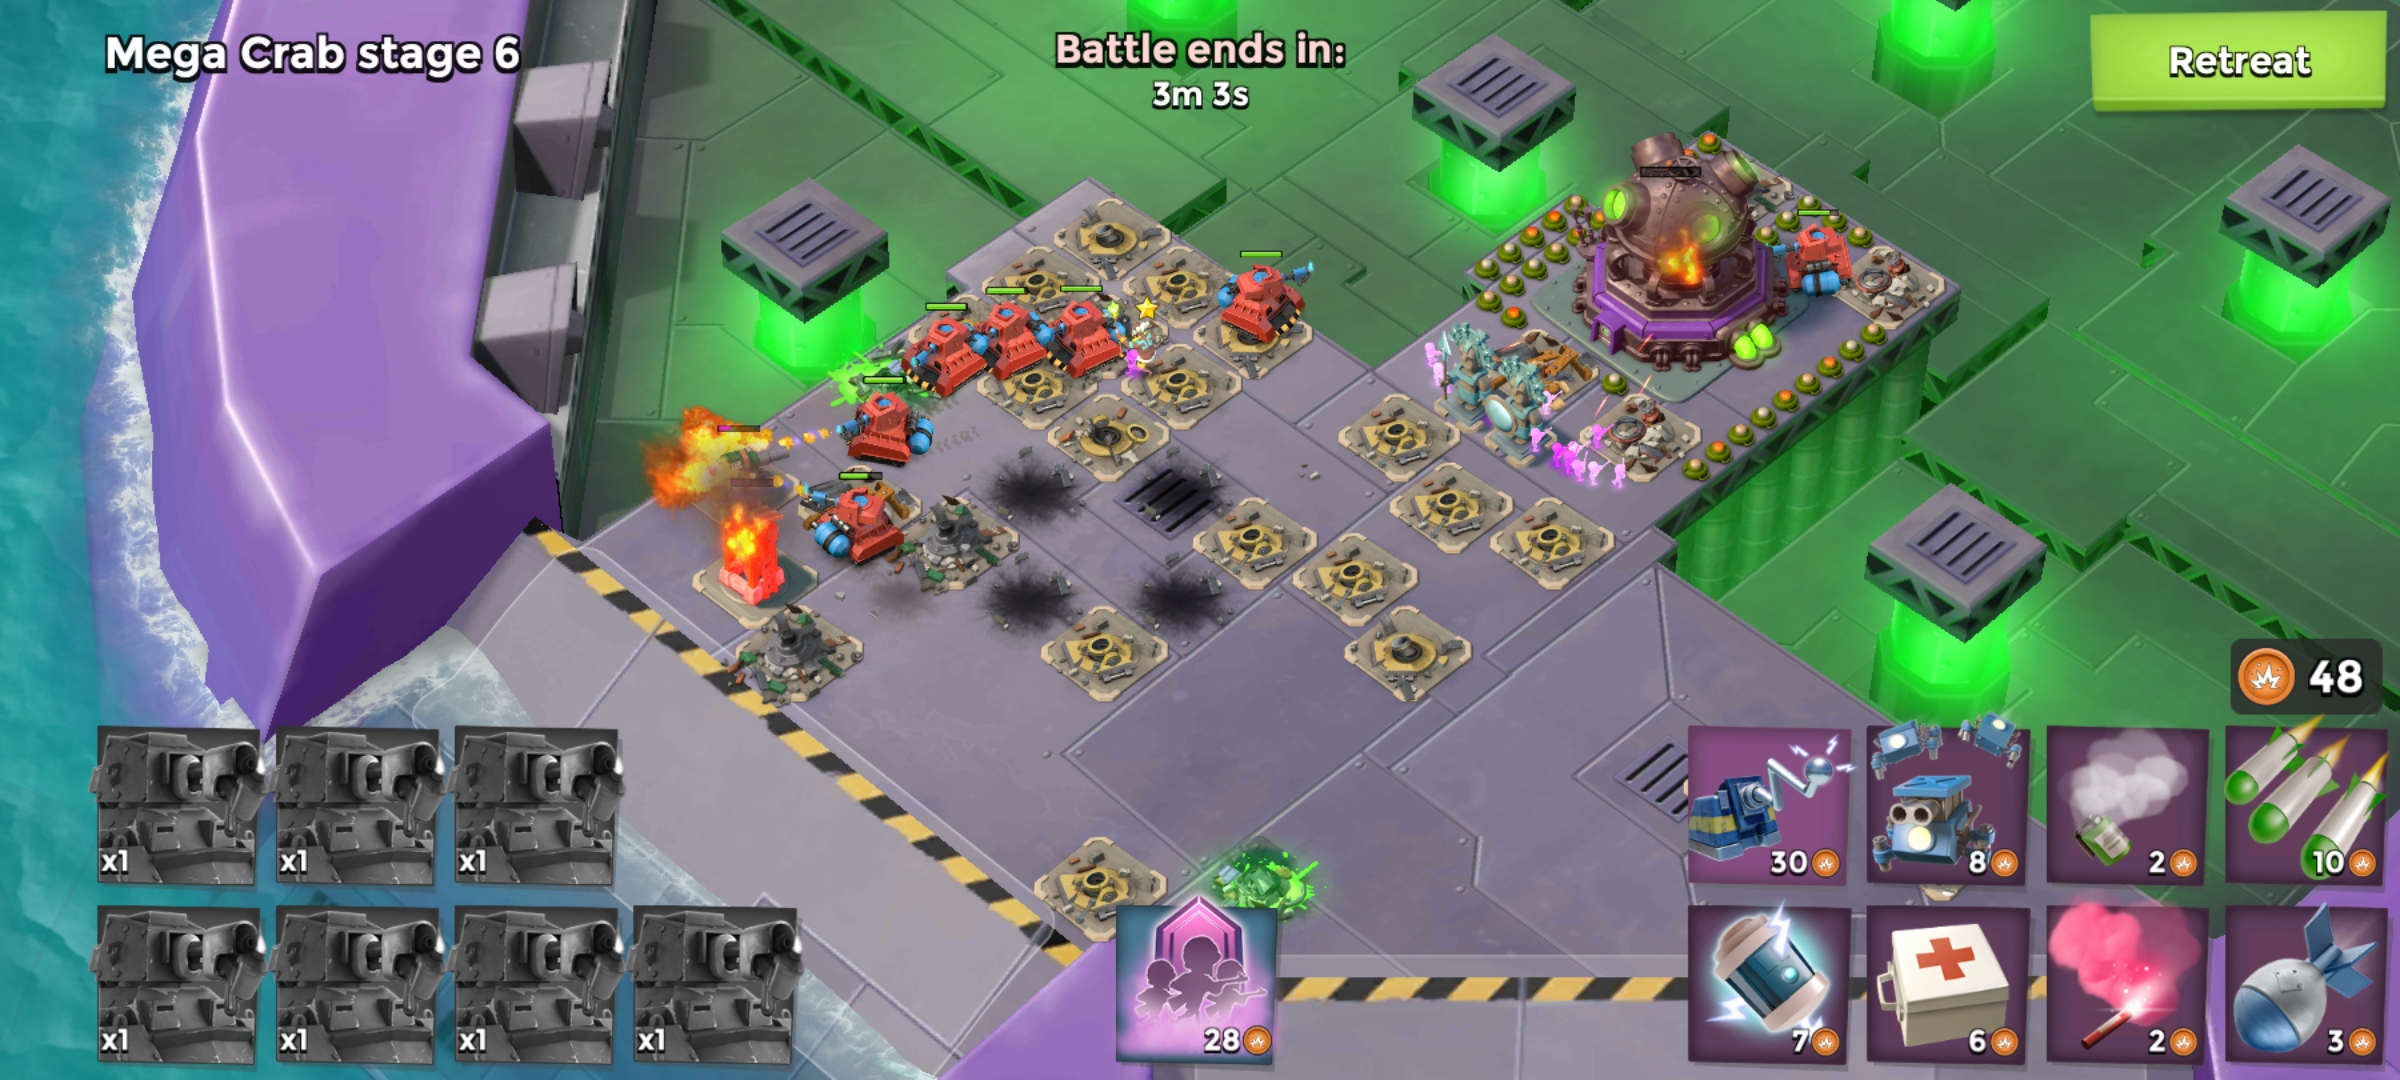 Mega Crab stage 6
Battle ends in:
3m 3s
Retreat
48
x1 x1 x1
30 8 2 10
x1 x1 x1 x1
28
7 6 2 3